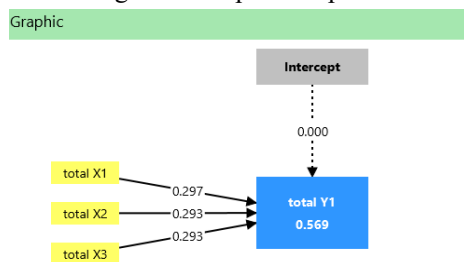 Graphic
Intercept
0.000
total X1
0.297
total X2
0.293
total X3
0.293
total Y1
0.569